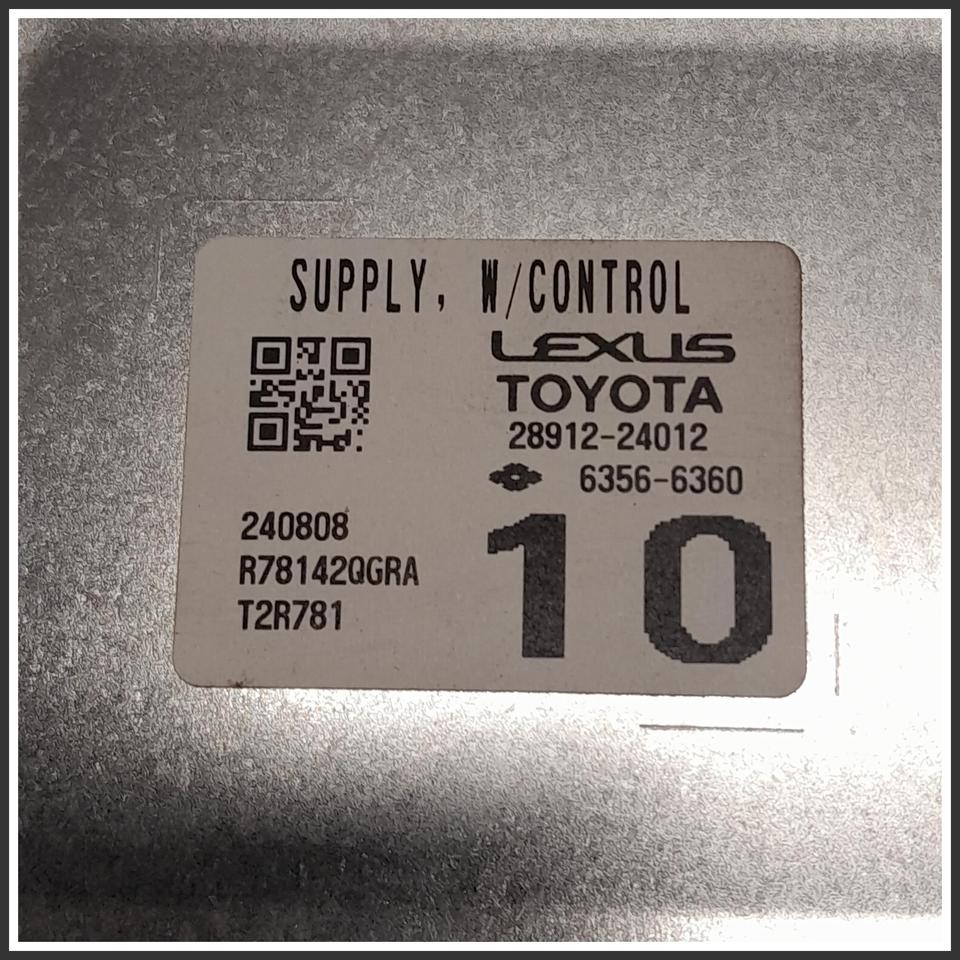 SUPPLY, W/CONTROL
LEXUS
TOYOTA
28912-24012
6356-6360
240808
R78142QGRA
T2R781
10